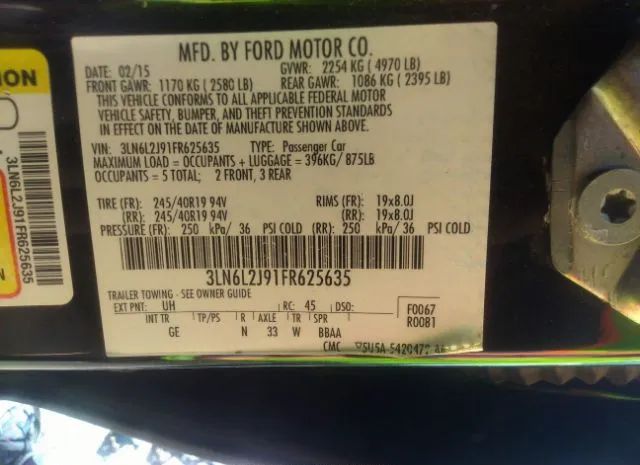 ION
3LN6L2J91FR625635
MFD. BY FORD MOTOR CO.
DATE: 02/15 GVWR: 2254 KG ( 4970 LB)
FRONT GAWR: 1170 KG ( 2580 LB) REAR GAWR: 1086 KG ( 2395 LB)
THIS VEHICLE CONFORMS TO ALL APPLICABLE FEDERAL MOTOR
VEHICLE SAFETY, BUMPER, AND THEFT PREVENTION STANDARDS
IN EFFECT ON THE DATE OF MANUFACTURE SHOWN ABOVE.
VIN: 3LN6L2J91FR625635 TYPE: Passenger Car
MAXIMUM LOAD = OCCUPANTS + LUGGAGE = 396KG/ 875LB
OCCUPANTS = 5 TOTAL; 2 FRONT, 3 REAR
TIRE (FR): 245/40R19 94V RIMS (FR): 19x8.0J
(RR): 245/40R19 94V (RR): 19x8.0J
PRESSURE (FR): 250 kPa/ 36 PSI COLD (RR): 250 kPa/ 36 PSI COLD
3LN6L2J91FR625635
TRAILER TOWING - SEE OWNER GUIDE
EXT PNT: UH RC: 45 DSO: F0067
INT TR TP/PS R AXLE TR SPR R0081
GE N 33 W BBAA
CMC